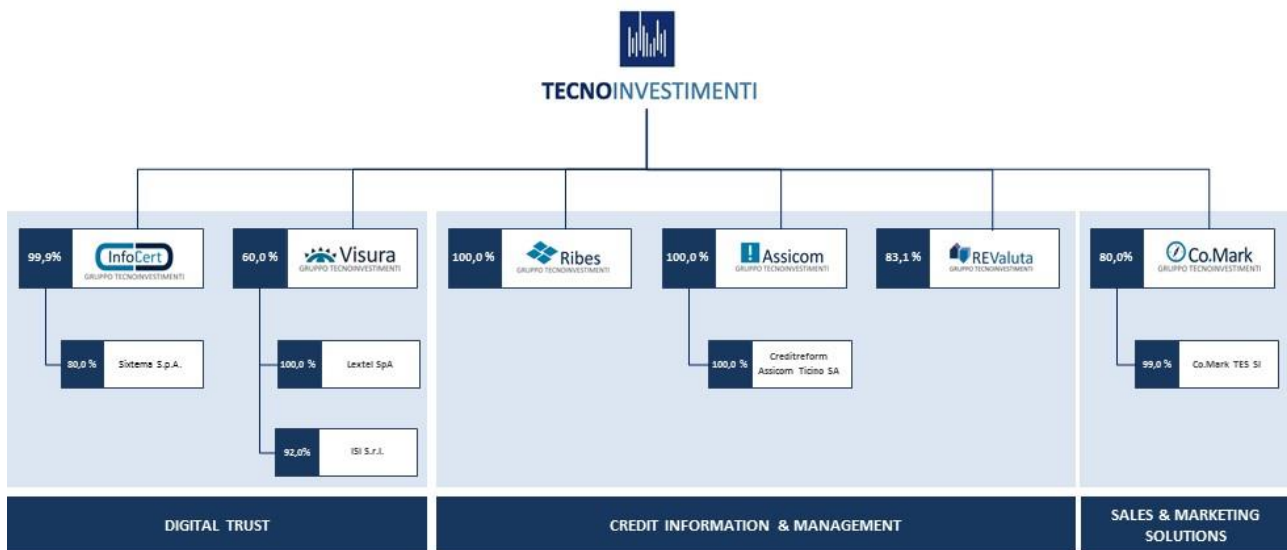 TECNOINVESTIMENTI
99,9%
InfoCert
GRUPPO TECNOINVESTIMENTI
60,0 %
Visura
GRUPPO TECNOINVESTIMENTI
100,0 %
Ribes
GRUPPO TECNOINVESTIMENTI
100,0 %
Assicom
GRUPPO TECNOINVESTIMENTI
83,1 %
REValuta
GRUPPO TECNOINVESTIMENTI
80,0%
Co.Mark
GRUPPO TECNOINVESTIMENTI
80,0 %
Sixtema S.p.A.
100,0 %
Lextel SpA
100,0 %
Creditreform
Assicom Ticino SA
99,0 %
Co.Mark TES Sl
92,0%
ISI S.r.l.
DIGITAL TRUST
CREDIT INFORMATION & MANAGEMENT
SALES & MARKETING
SOLUTIONS